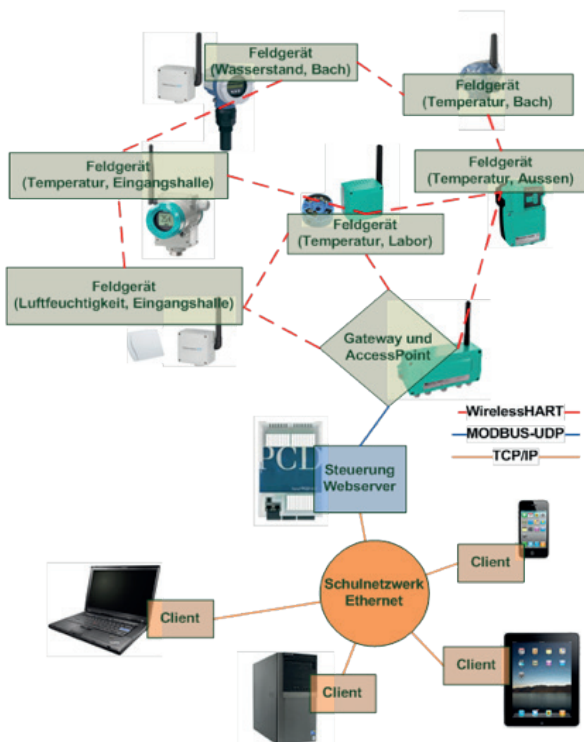 Feldgerät
(Wasserstand, Bach)
Feldgerät
(Temperatur, Bach)
Feldgerät
(Temperatur, Eingangshalle)
Feldgerät
(Temperatur, Aussen)
Feldgerät
(Temperatur, Labor)
Feldgerät
(Luftfeuchtigkeit, Eingangshalle)
Gateway und
AccessPoint
WirelessHART
MODBUS-UDP
TCP/IP
PCD
Steuerung
Webserver
Schulnetzwerk
Ethernet
Client
Client
Client
Client